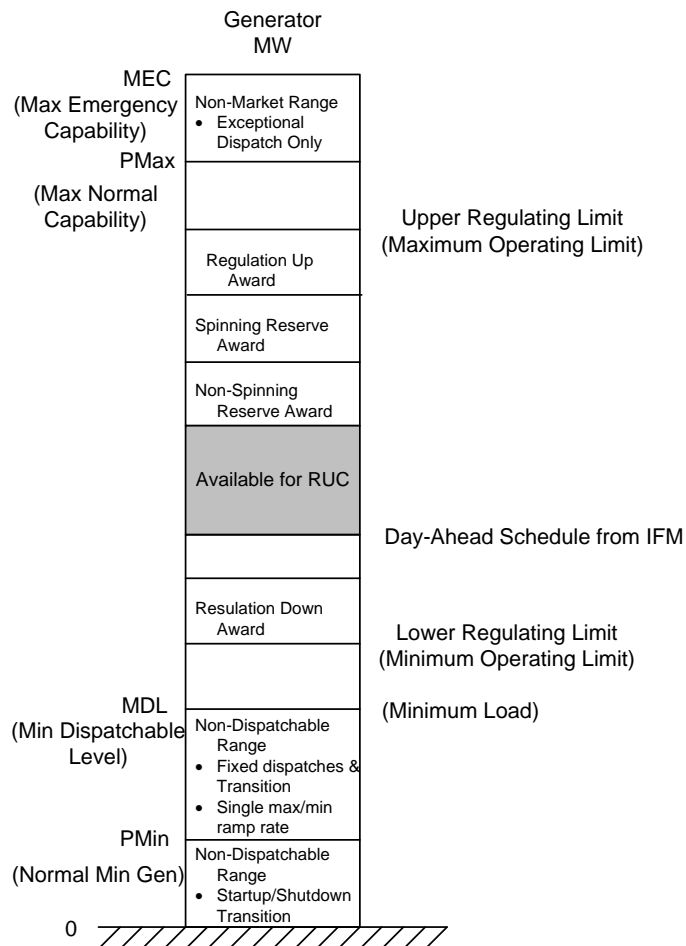 Generator
MW
MEC
(Max Emergency
Capability)
Non-Market Range
• Exceptional
Dispatch Only
PMax
(Max Normal
Capability)
Upper Regulating Limit
(Maximum Operating Limit)
Regulation Up
Award
Spinning Reserve
Award
Non-Spinning
Reserve Award
Available for RUC
Day-Ahead Schedule from IFM
Resulation Down
Award
Lower Regulating Limit
(Minimum Operating Limit)
MDL
(Min Dispatchable
Level)
(Minimum Load)
Non-Dispatchable
Range
• Fixed dispatches &
Transition
• Single max/min
ramp rate
PMin
(Normal Min Gen)
Non-Dispatchable
Range
• Startup/Shutdown
Transition
0